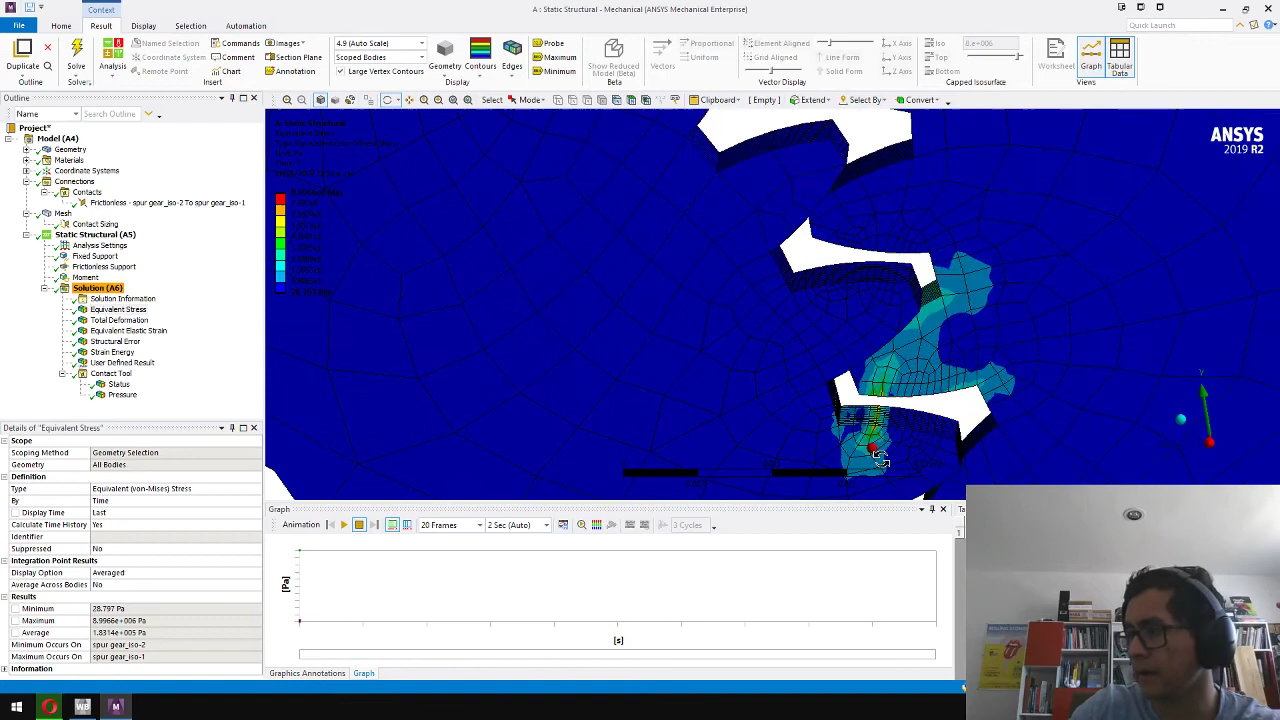 A : Static Structural - Mechanical (ANSYS Mechanical Enterprise)
Context
File
Home
Result
Display
Selection
Automation
Quick Launch
Duplicate
Outline
Solve
Solve
Analysis
Named Selection
Coordinate System
Remote Point
Commands
Images
Section Plane
Annotation
Insert
4.9 (Auto Scale)
Scoped Bodies
Vertex Contours
Geometry
Contours
Edges
Display
Probe
Maximum
Minimum
Show Reduced
Model (Beta)
Beta
Vectors
Proportional
Uniform
Element Aligned
Grid Aligned
Line Form
Solid Form
X Axis
Y Axis
Z Axis
Vector Display
Iso
Top
Bottom
8.e+006
Capped Isosurface
Worksheet
Graph
Tabular
Data
Views
Outline
Name
Search Outline
Select
Mode
Clipboard
[ Empty ]
Extend
Select By
Convert
Project*
Model (A4)
Geometry
Materials
Coordinate Systems
Connections
Contacts
Frictionless - spur gear_iso-2 To spur gear_iso-1
Mesh
Contact Sizing
Static Structural (A5)
Analysis Settings
Fixed Support
Frictionless Support
Moment
Solution (A6)
Solution Information
Equivalent Stress
Total Deformation
Equivalent Elastic Strain
Structural Error
Strain Energy
User Defined Result
Contact Tool
Status
Pressure
ANSYS
2019 R2
Details of "Equivalent Stress"
Scope
Scoping Method
Geometry Selection
Geometry
All Bodies
Definition
Type
Equivalent (von-Mises) Stress
By
Time
Display Time
Last
Calculate Time History
Yes
Identifier
Suppressed
No
Integration Point Results
Display Option
Averaged
Average Across Bodies
No
Results
Minimum
28.797 Pa
Maximum
8.9966e+006 Pa
Average
1.8314e+005 Pa
Minimum Occurs On
spur gear_iso-2
Maximum Occurs On
spur gear_iso-1
Information
Graph
Animation
20 Frames
2 Sec (Auto)
3 Cycles
[Pa]
[s]
Graphics Annotations
Graph
1